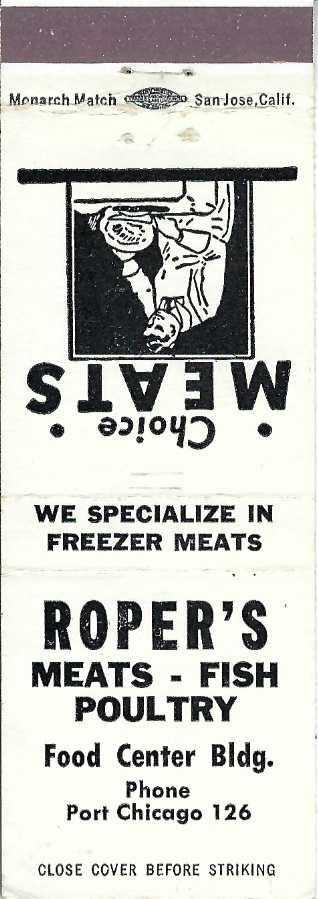 Monarch Match San Jose, Calif.
• Choice •
MEATS
WE SPECIALIZE IN
FREEZER MEATS
ROPER'S
MEATS - FISH
POULTRY
Food Center Bldg.
Phone
Port Chicago 126
CLOSE COVER BEFORE STRIKING